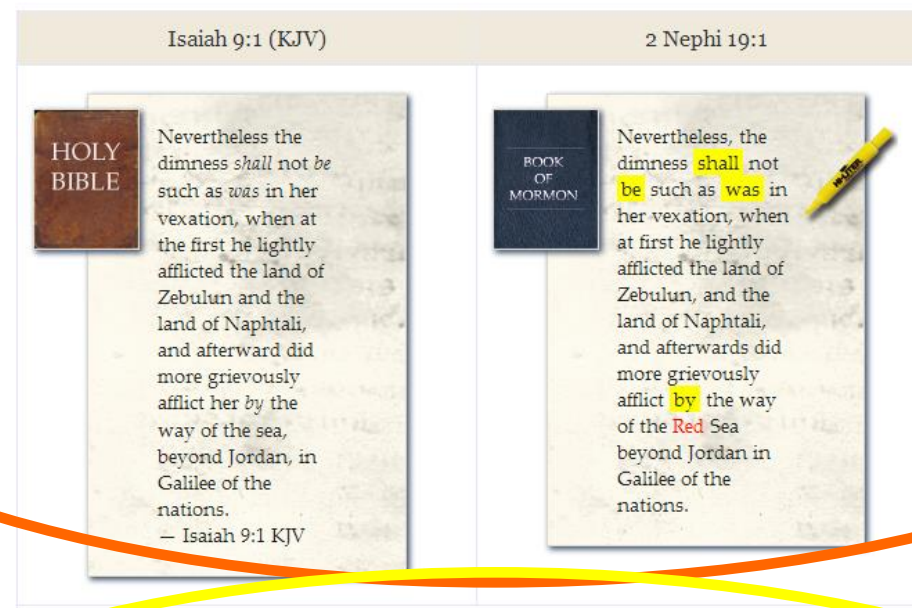 Isaiah 9:1 (KJV)
2 Nephi 19:1
HOLY
BIBLE
Nevertheless the
dimness shall not be
such as was in her
vexation, when at
the first he lightly
afflicted the land of
Zebulun and the
land of Naphtali,
and afterward did
more grievously
afflict her by the
way of the sea,
beyond Jordan, in
Galilee of the
nations.
— Isaiah 9:1 KJV
BOOK
OF
MORMON
Nevertheless, the
dimness shall not
be such as was in
her vexation, when
at first he lightly
afflicted the land of
Zebulun, and the
land of Naphtali,
and afterwards did
more grievously
afflict by the way
of the Red Sea
beyond Jordan in
Galilee of the
nations.